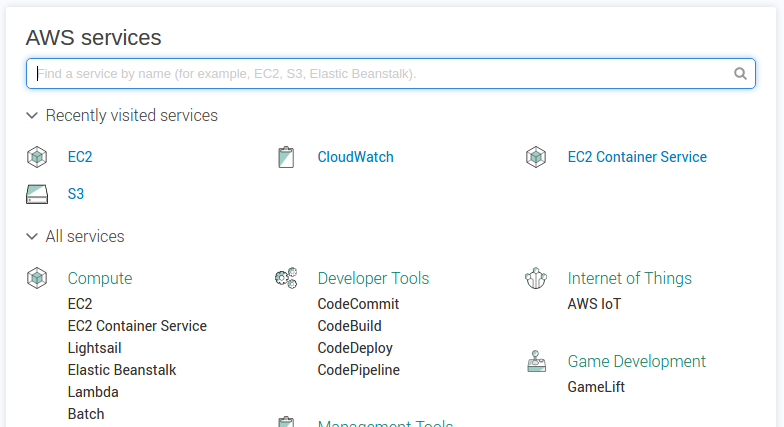 AWS services
Find a service by name (for example, EC2, S3, Elastic Beanstalk).
Recently visited services
EC2
CloudWatch
EC2 Container Service
S3
All services
Compute
EC2
EC2 Container Service
Lightsail
Elastic Beanstalk
Lambda
Batch
Developer Tools
CodeCommit
CodeBuild
CodeDeploy
CodePipeline
Management Tools
Internet of Things
AWS IoT
Game Development
GameLift